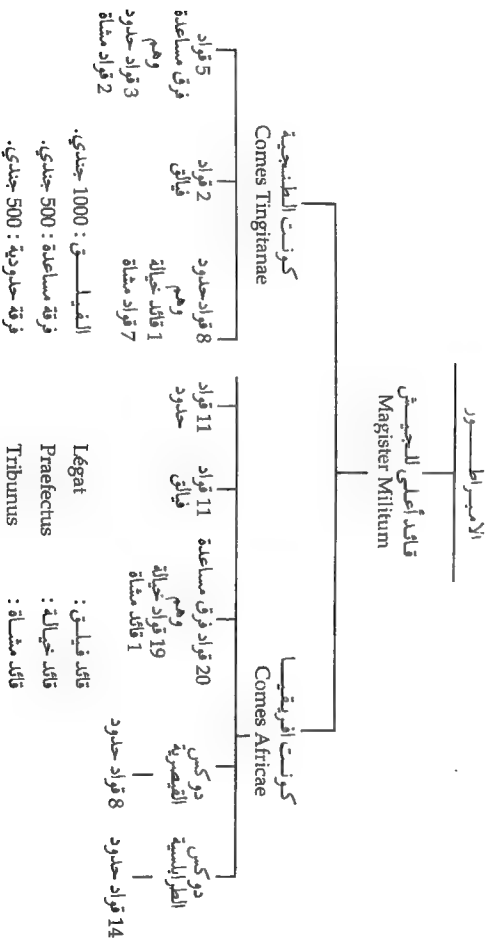 الامبراطور
قائد أعلى للجيش
Magister Militum
كونت افريقيا
Comes Africae
كونت الطنجية
Comes Tingitanae
دوكس
الطرابلسية
14 قواد حدود
دوكس
القيصرية
8 قواد حدود
20 قواد فرق مساعدة
وهم
19 قواد خيالة
1 قائد مشاة
11 قواد
فيالق
11 قواد
حدود
8 قواد حدود
وهم
1 قائد خيالة
7 قواد مشاة
2 قواد
فيالق
5 قواد
فرق مساعدة
وهم
3 قواد حدود
2 قواد مشاة
قائد فيلق : Légat
قائد خيالة : Praefectus
قائد مشاة : Tribunus
الفيلق : 1000 جندي.
فرقة مساعدة : 500 جندي.
فرقة حدودية : 500 جندي.